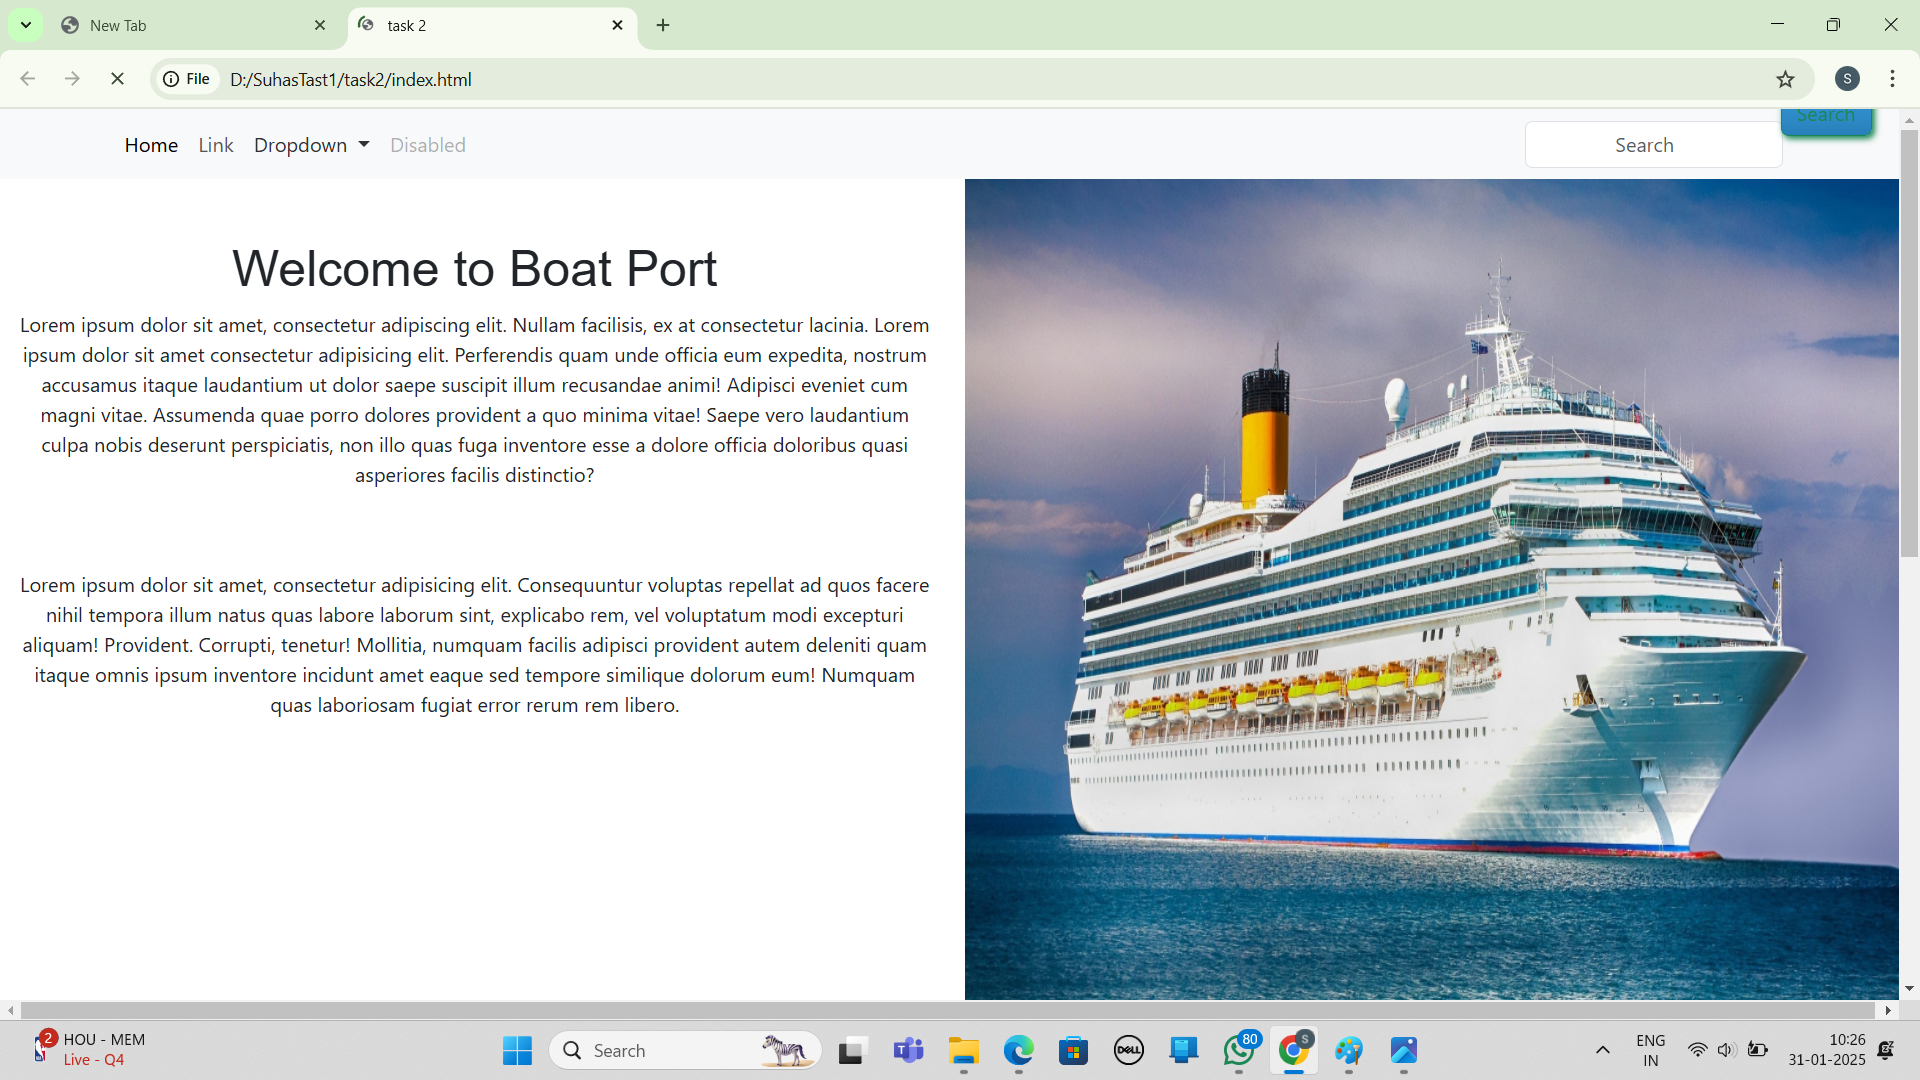 New Tab
task 2
File
D:/SuhasTast1/task2/index.html
S
Home Link Dropdown Disabled
Search
Search
Welcome to Boat Port
Lorem ipsum dolor sit amet, consectetur adipiscing elit. Nullam facilisis, ex at consectetur lacinia. Lorem
ipsum dolor sit amet consectetur adipisicing elit. Perferendis quam unde officia eum expedita, nostrum
accusamus itaque laudantium ut dolor saepe suscipit illum recusandae animi! Adipisci eveniet cum
magni vitae. Assumenda quae porro dolores provident a quo minima vitae! Saepe vero laudantium
culpa nobis deserunt perspiciatis, non illo quas fuga inventore esse a dolore officia doloribus quasi
asperiores facilis distinctio?
Lorem ipsum dolor sit amet, consectetur adipisicing elit. Consequuntur voluptas repellat ad quos facere
nihil tempora illum natus quas labore laborum sint, explicabo rem, vel voluptatum modi excepturi
aliquam! Provident. Corrupti, tenetur! Mollitia, numquam facilis adipisci provident autem deleniti quam
itaque omnis ipsum inventore incidunt amet eaque sed tempore similique dolorum eum! Numquam
quas laboriosam fugiat error rerum rem libero.
2
HOU - MEM
Live - Q4
Search
DELL
80
S
ENG
IN
10:26
31-01-2025